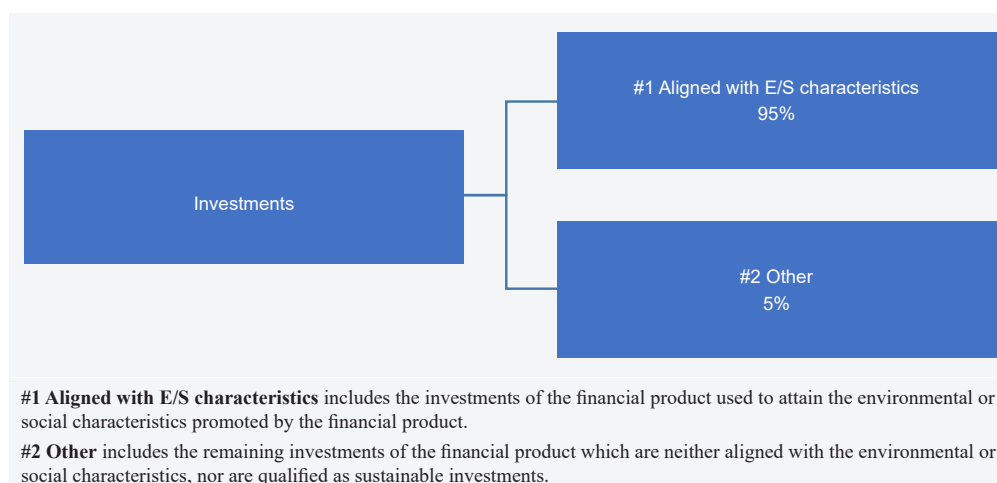 #1 Aligned with E/S characteristics
95%
Investments
#2 Other
5%
#1 Aligned with E/S characteristics includes the investments of the financial product used to attain the environmental or
social characteristics promoted by the financial product.
#2 Other includes the remaining investments of the financial product which are neither aligned with the environmental or
social characteristics, nor are qualified as sustainable investments.